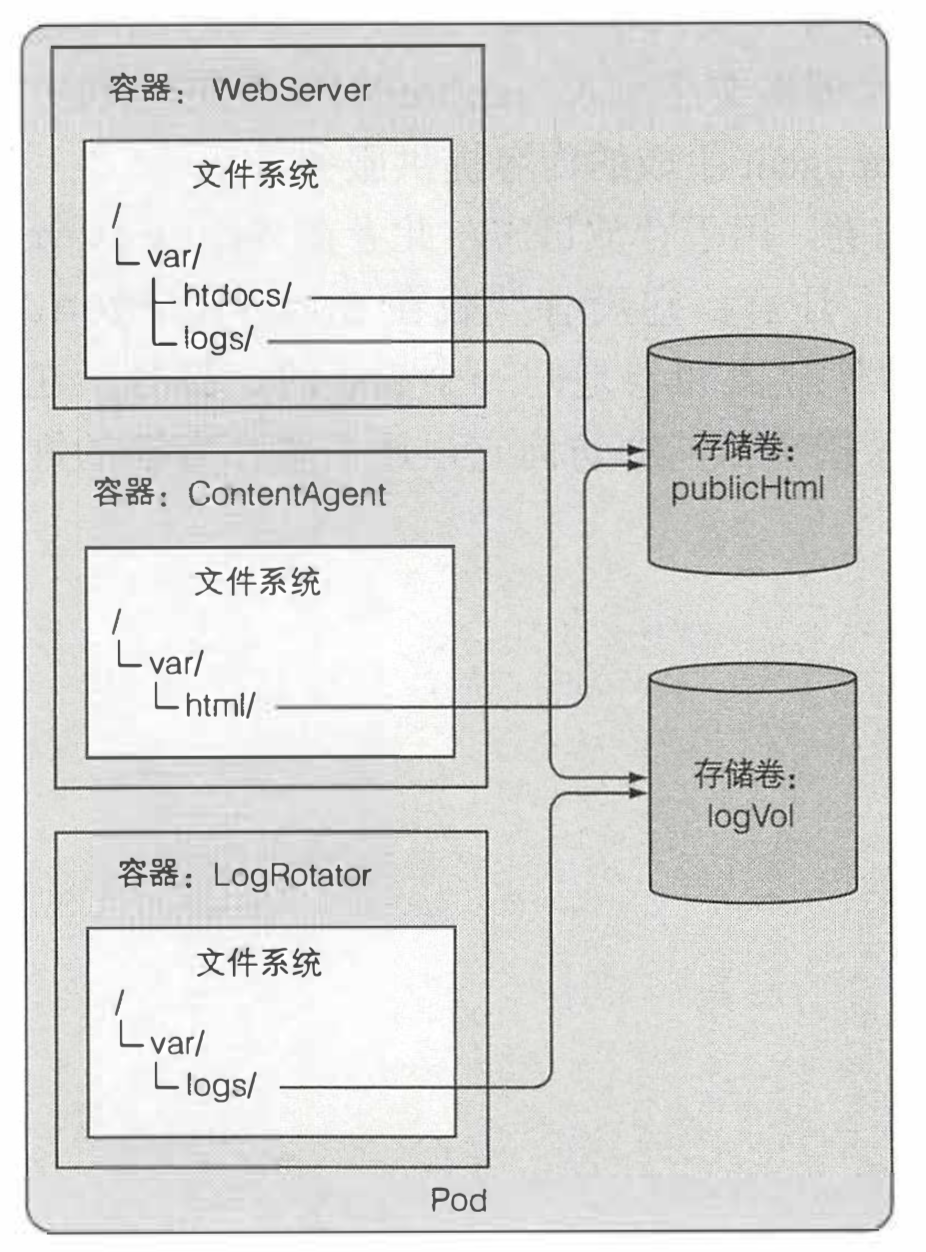 容器：WebServer
文件系统
/
var/
htdocs/
logs/
容器：ContentAgent
文件系统
/
var/
html/
容器：LogRotator
文件系统
/
var/
logs/
存储卷：
publicHtml
存储卷：
logVol
Pod